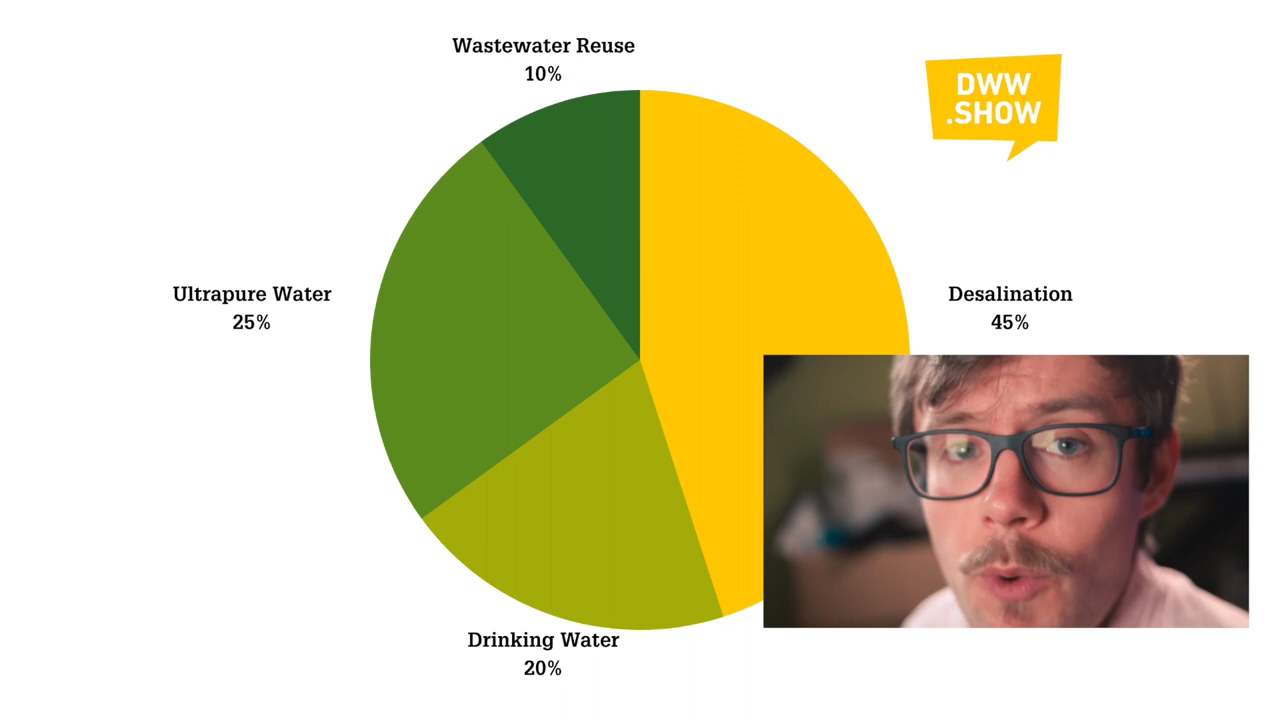 Wastewater Reuse
10%
DWW
.SHOW
Ultrapure Water
25%
Desalination
45%
Drinking Water
20%